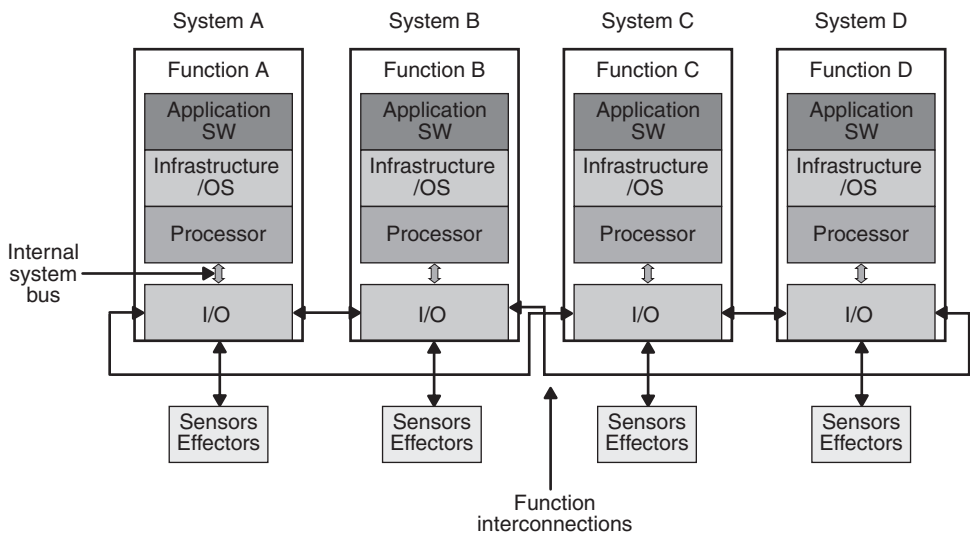 System A
System B
System C
System D
Function A
Function B
Function C
Function D
Application
SW
Application
SW
Application
SW
Application
SW
Infrastructure
/OS
Infrastructure
/OS
Infrastructure
/OS
Infrastructure
/OS
Processor
Processor
Processor
Processor
Internal
system
bus
I/O
I/O
I/O
I/O
Sensors
Effectors
Sensors
Effectors
Sensors
Effectors
Sensors
Effectors
Function
interconnections